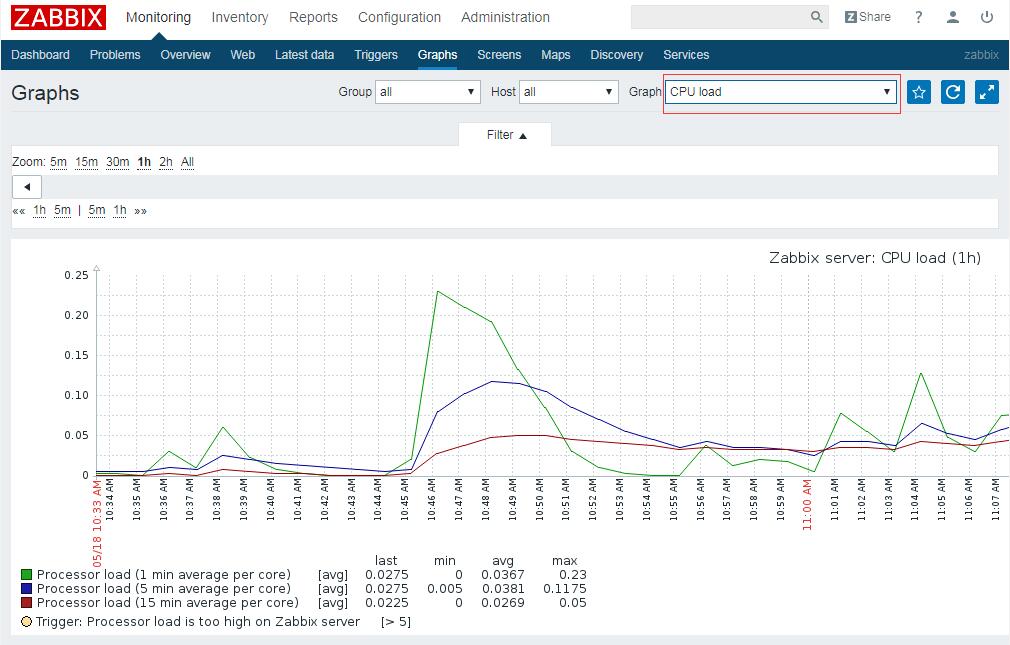 ZABBIX Monitoring Inventory Reports Configuration Administration Z Share ?
Dashboard Problems Overview Web Latest data Triggers Graphs Screens Maps Discovery Services zabbix
Graphs Group all Host all Graph CPU load
Filter
Zoom: 5m 15m 30m 1h 2h All
«« 1h 5m | 5m 1h »»
Zabbix server: CPU load (1h)
0.25
0.20
0.15
0.10
0.05
0
05/18 10:33 AM
10:34 AM
10:35 AM
10:36 AM
10:37 AM
10:38 AM
10:39 AM
10:40 AM
10:41 AM
10:42 AM
10:43 AM
10:44 AM
10:45 AM
10:46 AM
10:47 AM
10:48 AM
10:49 AM
10:50 AM
10:51 AM
10:52 AM
10:53 AM
10:54 AM
10:55 AM
10:56 AM
10:57 AM
10:58 AM
10:59 AM
11:00 AM
11:01 AM
11:02 AM
11:03 AM
11:04 AM
11:05 AM
11:06 AM
11:07 AM
last min avg max
Processor load (1 min average per core) [avg] 0.0275 0 0.0367 0.23
Processor load (5 min average per core) [avg] 0.0275 0.005 0.0381 0.1175
Processor load (15 min average per core) [avg] 0.0225 0 0.0269 0.05
Trigger: Processor load is too high on Zabbix server [> 5]